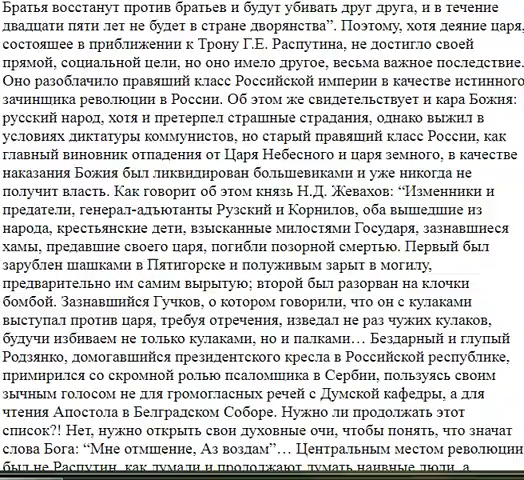 Братья восстанут против братьев и будут убивать друг друга, и в течение
двадцати пяти лет не будет в стране дворянства”. Поэтому, хотя деяние царя,
состоящее в приближении к Трону Г.Е. Распутина, не достигло своей
прямой, социальной цели, но оно имело другое, весьма важное последствие.
Оно разоблачило правящий класс Российской империи в качестве истинного
зачинщика революции в России. Об этом же свидетельствует и кара Божия:
русский народ, хотя и претерпел страшные страдания, однако выжил в
условиях диктатуры коммунистов, но старый правящий класс России, как
главный виновник отпадения от Царя Небесного и царя земного, в качестве
наказания Божия был ликвидирован большевиками и уже никогда не
получит власть. Как говорит об этом князь Н.Д. Жевахов: “Изменники и
предатели, генерал-адъютанты Рузский и Корнилов, оба вышедшие из
народа, крестьянские дети, взысканные милостями Государя, зазнавшиеся
хамы, предавшие своего царя, погибли позорной смертью. Первый был
зарублен шашками в Пятигорске и полуживым зарыт в могилу,
предварительно им самим вырытую; второй был разорван на клочки
бомбой. Зазнавшийся Гучков, о котором говорили, что он с кулаками
выступал против царя, требуя отречения, изведал не раз чужих кулаков,
будучи избиваем не только кулаками, но и палками… Бездарный и глупый
Родзянко, домогавшийся президентского кресла в Российской республике,
примирился со скромной ролью псаломшика в Сербии, пользуясь своим
зычным голосом не для громогласных речей с Думской кафедры, а для
чтения Апостола в Белградском Соборе. Нужно ли продолжать этот
список?! Нет, нужно открыть свои духовные очи, чтобы понять, что значат
слова Бога: “Мне отмшение, Аз воздам”… Центральным местом революции
был не Распутин, как думали и продолжают думать наивные люди, а